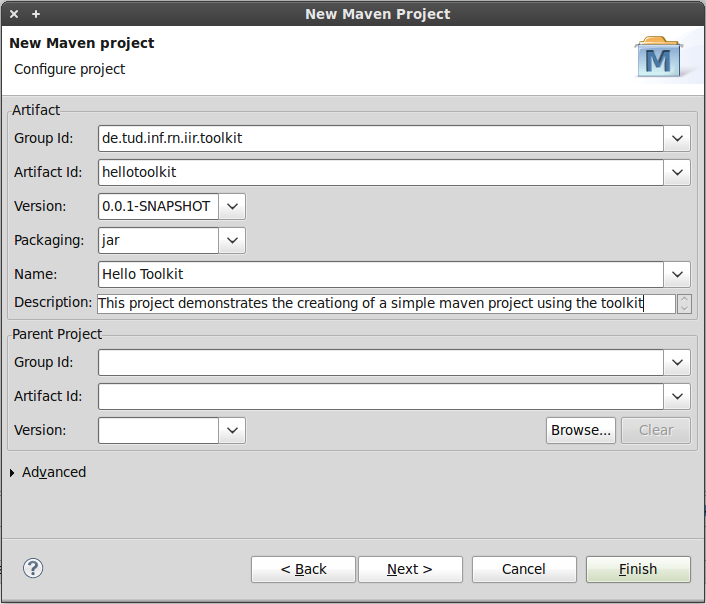 New Maven Project
New Maven project
Configure project
M
Artifact
Group Id: de.tud.inf.rn.iir.toolkit
Artifact Id: hellotoolkit
Version: 0.0.1-SNAPSHOT
Packaging: jar
Name: Hello Toolkit
Description: This project demonstrates the creationg of a simple maven project using the toolkit
Parent Project
Group Id:
Artifact Id:
Version: Browse... Clear
Advanced
? < Back Next > Cancel Finish